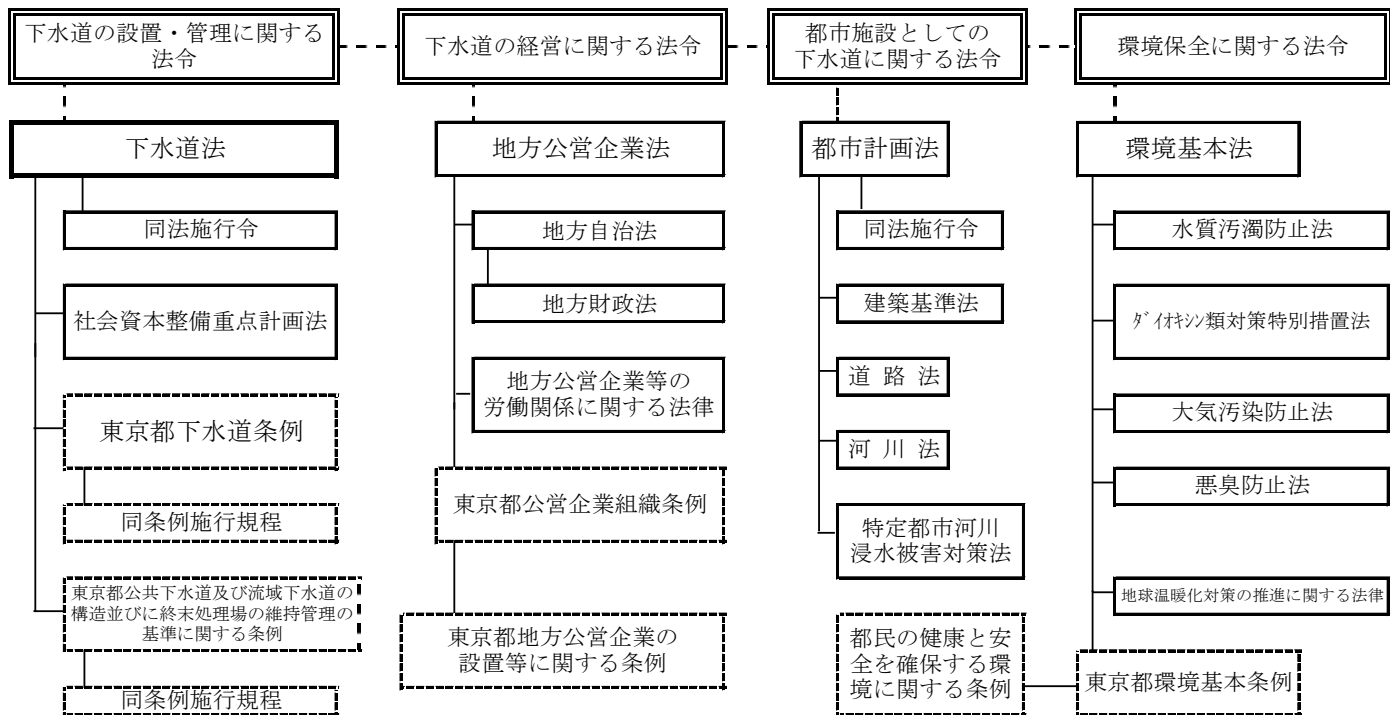 下水道の設置・管理に関する
法令
下水道の経営に関する法令
都市施設としての
下水道に関する法令
環境保全に関する法令
下水道法
地方公営企業法
都市計画法
環境基本法
同法施行令
地方自治法
同法施行令
水質汚濁防止法
社会資本整備重点計画法
地方財政法
建築基準法
ﾀﾞｲｵｷｼﾝ類対策特別措置法
地方公営企業等の
労働関係に関する法律
道 路 法
東京都下水道条例
大気汚染防止法
河 川 法
東京都公営企業組織条例
悪臭防止法
同条例施行規程
特定都市河川
浸水被害対策法
東京都公共下水道及び流域下水道の
構造並びに終末処理場の維持管理の
基準に関する条例
地球温暖化対策の推進に関する法律
東京都地方公営企業の
設置等に関する条例
都民の健康と安
全を確保する環
境に関する条例
東京都環境基本条例
同条例施行規程